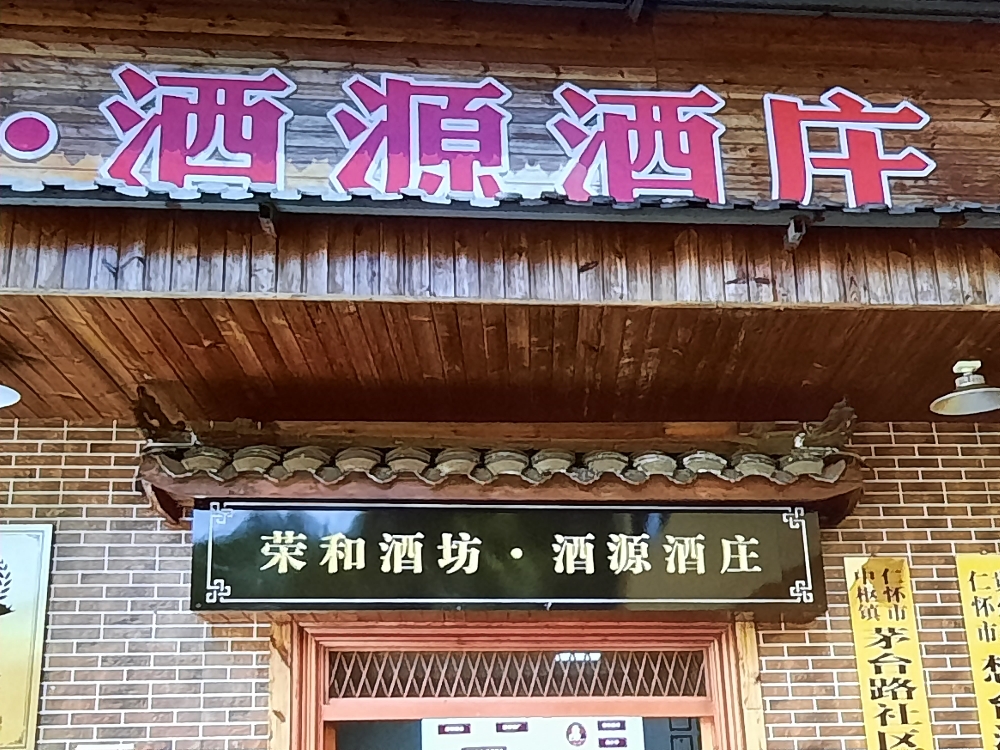 ·酒源酒庄
荣和酒坊·酒源酒庄
仁怀市
中枢镇
茅台路社区
仁怀市